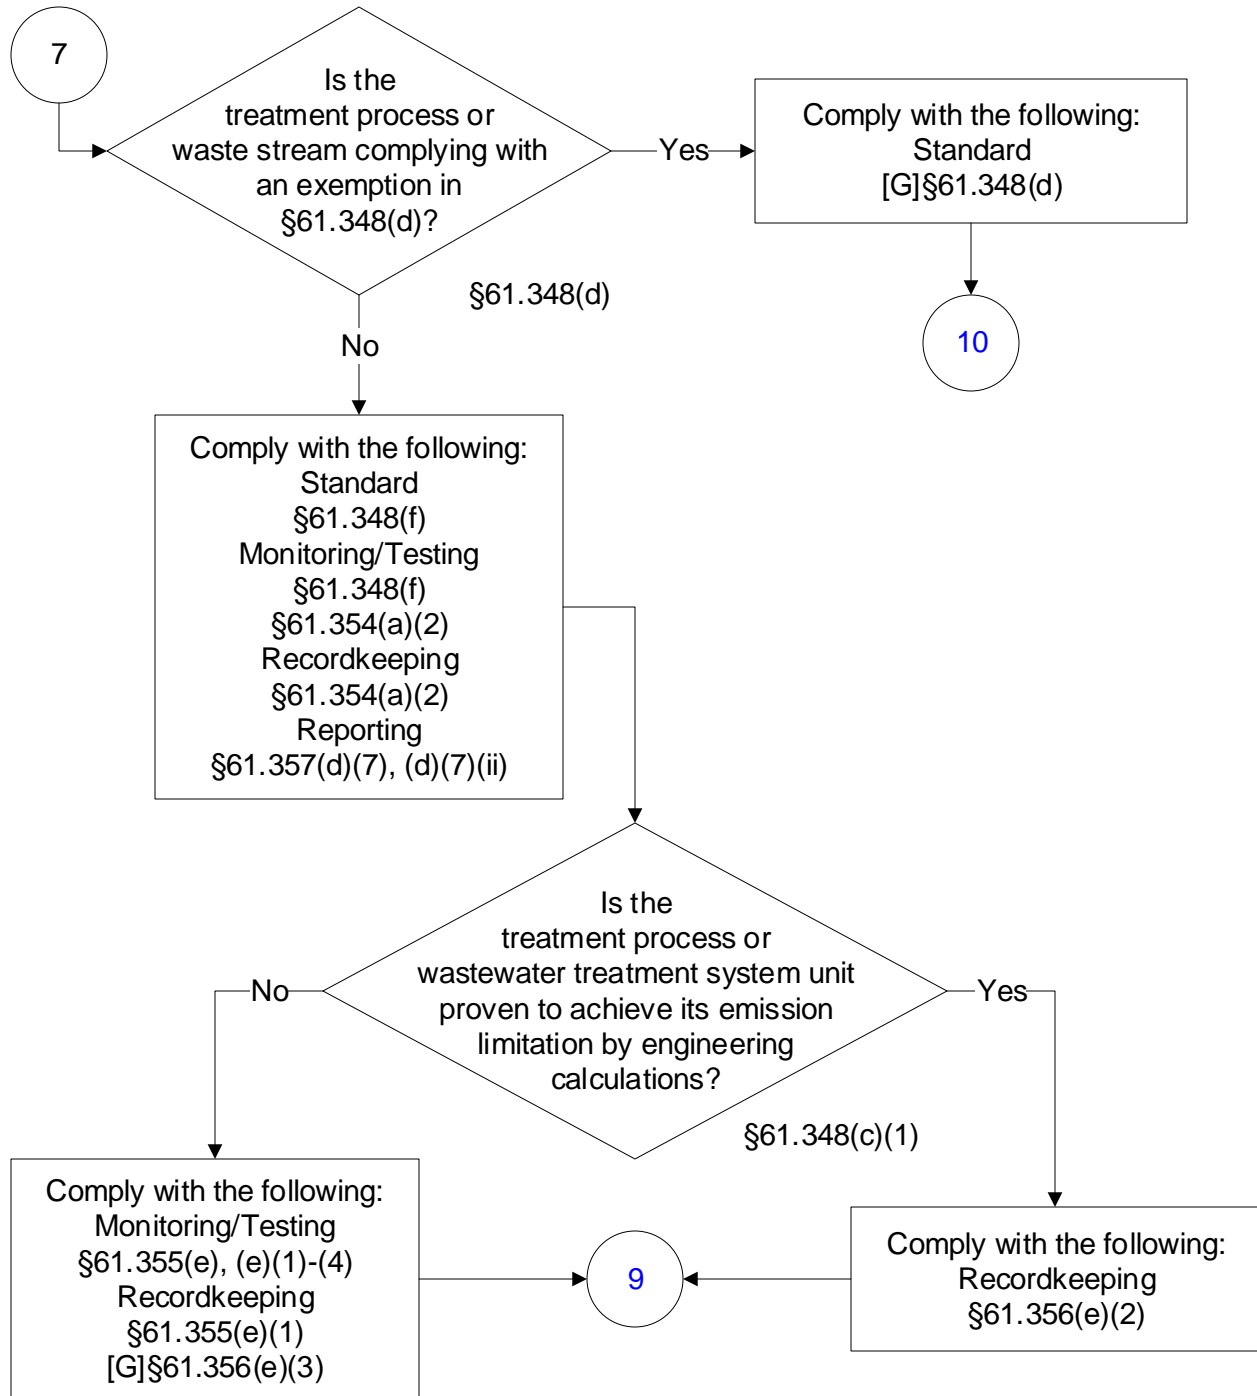 7
Is the
treatment process or
waste stream complying with
an exemption in
§61.348(d)?
Yes
Comply with the following:
Standard
[G]§61.348(d)
§61.348(d)
10
No
Comply with the following:
Standard
§61.348(f)
Monitoring/Testing
§61.348(f)
§61.354(a)(2)
Recordkeeping
§61.354(a)(2)
Reporting
§61.357(d)(7), (d)(7)(ii)
Is the
treatment process or
wastewater treatment system unit
proven to achieve its emission
limitation by engineering
calculations?
No
Yes
§61.348(c)(1)
Comply with the following:
Monitoring/Testing
§61.355(e), (e)(1)-(4)
Recordkeeping
§61.355(e)(1)
[G]§61.356(e)(3)
9
Comply with the following:
Recordkeeping
§61.356(e)(2)